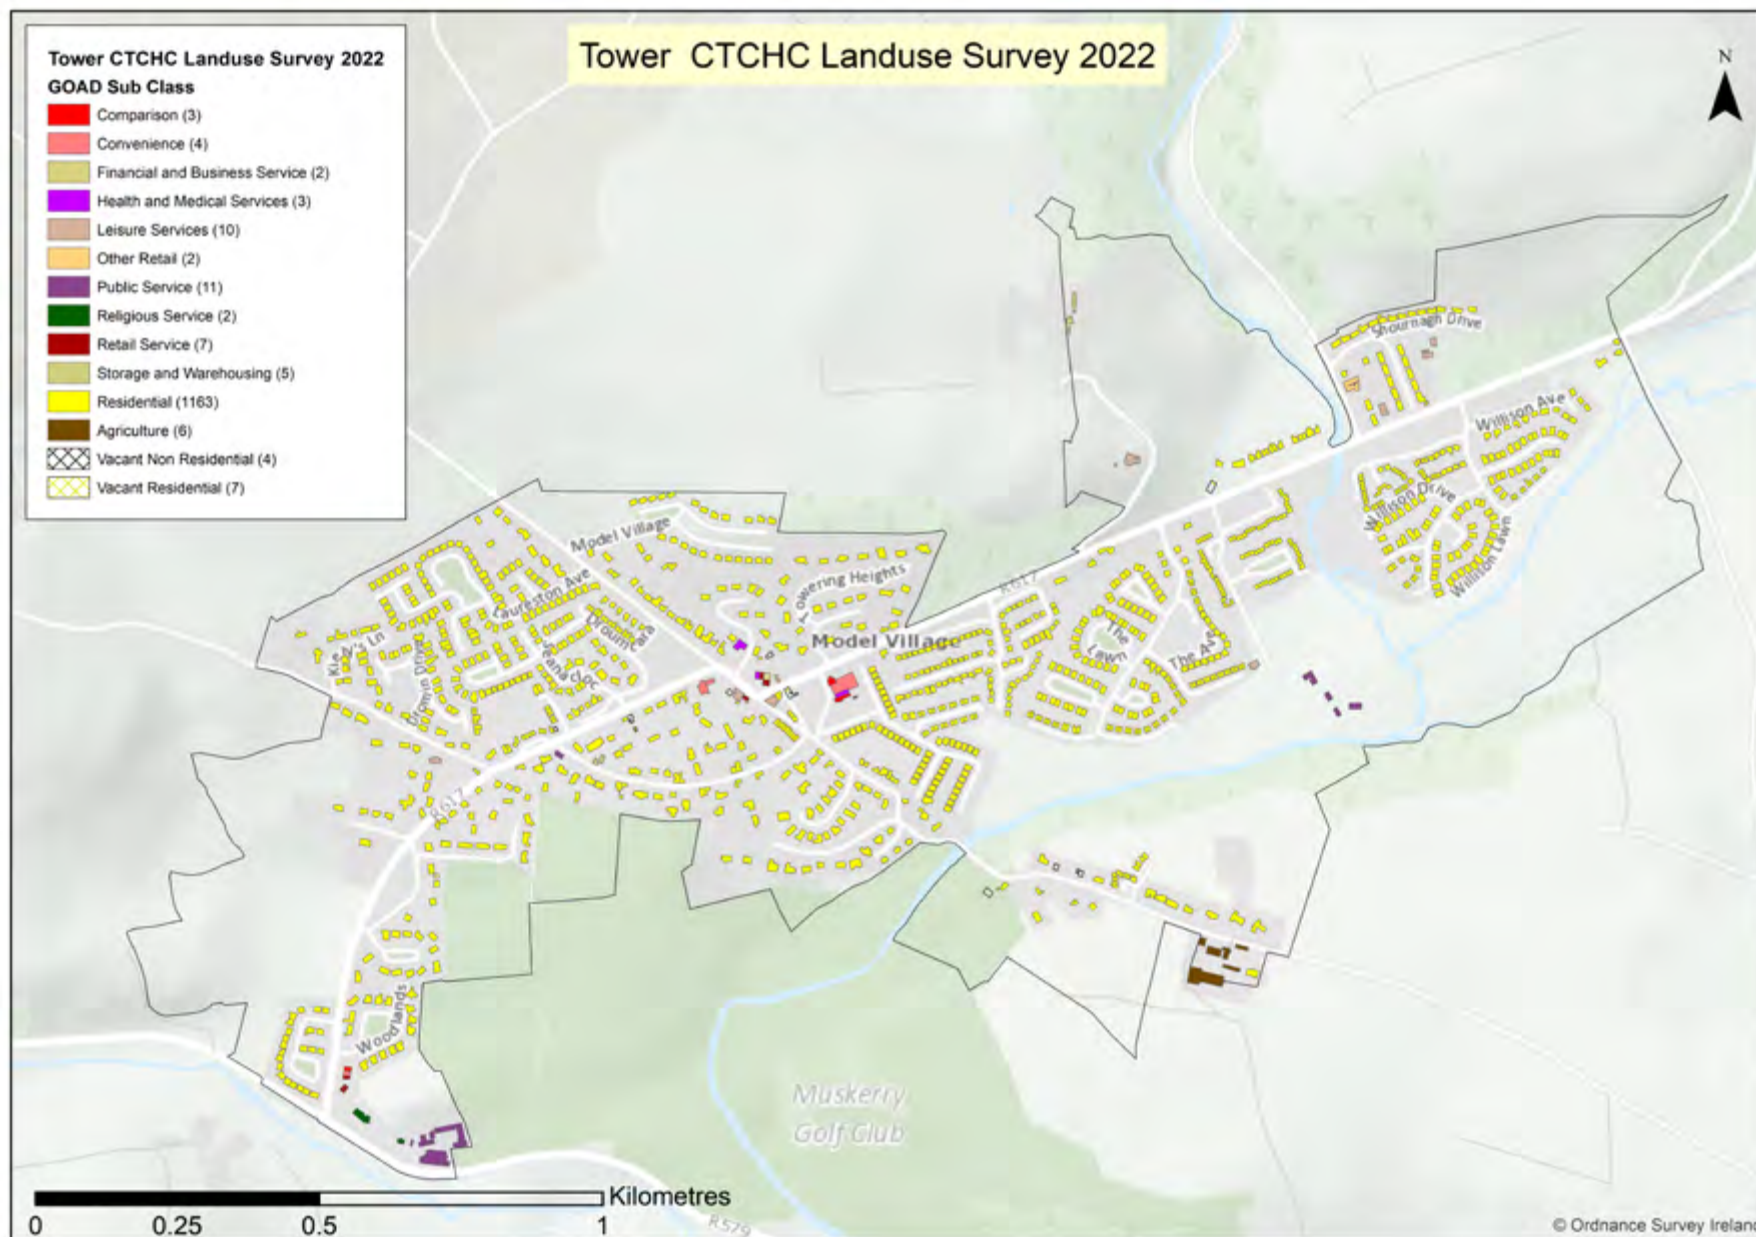 Tower CTCHC Landuse Survey 2022
Tower CTCHC Landuse Survey 2022
GOAD Sub Class
Comparison (3)
Convenience (4)
Financial and Business Service (2)
Health and Medical Services (3)
Leisure Services (10)
Other Retail (2)
Public Service (11)
Religious Service (2)
Retail Service (7)
Storage and Warehousing (5)
Residential (1163)
Agriculture (6)
Vacant Non Residential (4)
Vacant Residential (7)
N
Shournagh Drive
Willison Ave
Willison Drive
Willison Lawn
Model Village
Laureston Ave
Towering Heights
R617
Model Village
The
Lawn
The Ave
Dromin Drive
R617
Woodlands
Muskerry
Golf Club
Kilometres
0 0.25 0.5 1
R579
© Ordnance Survey Ireland